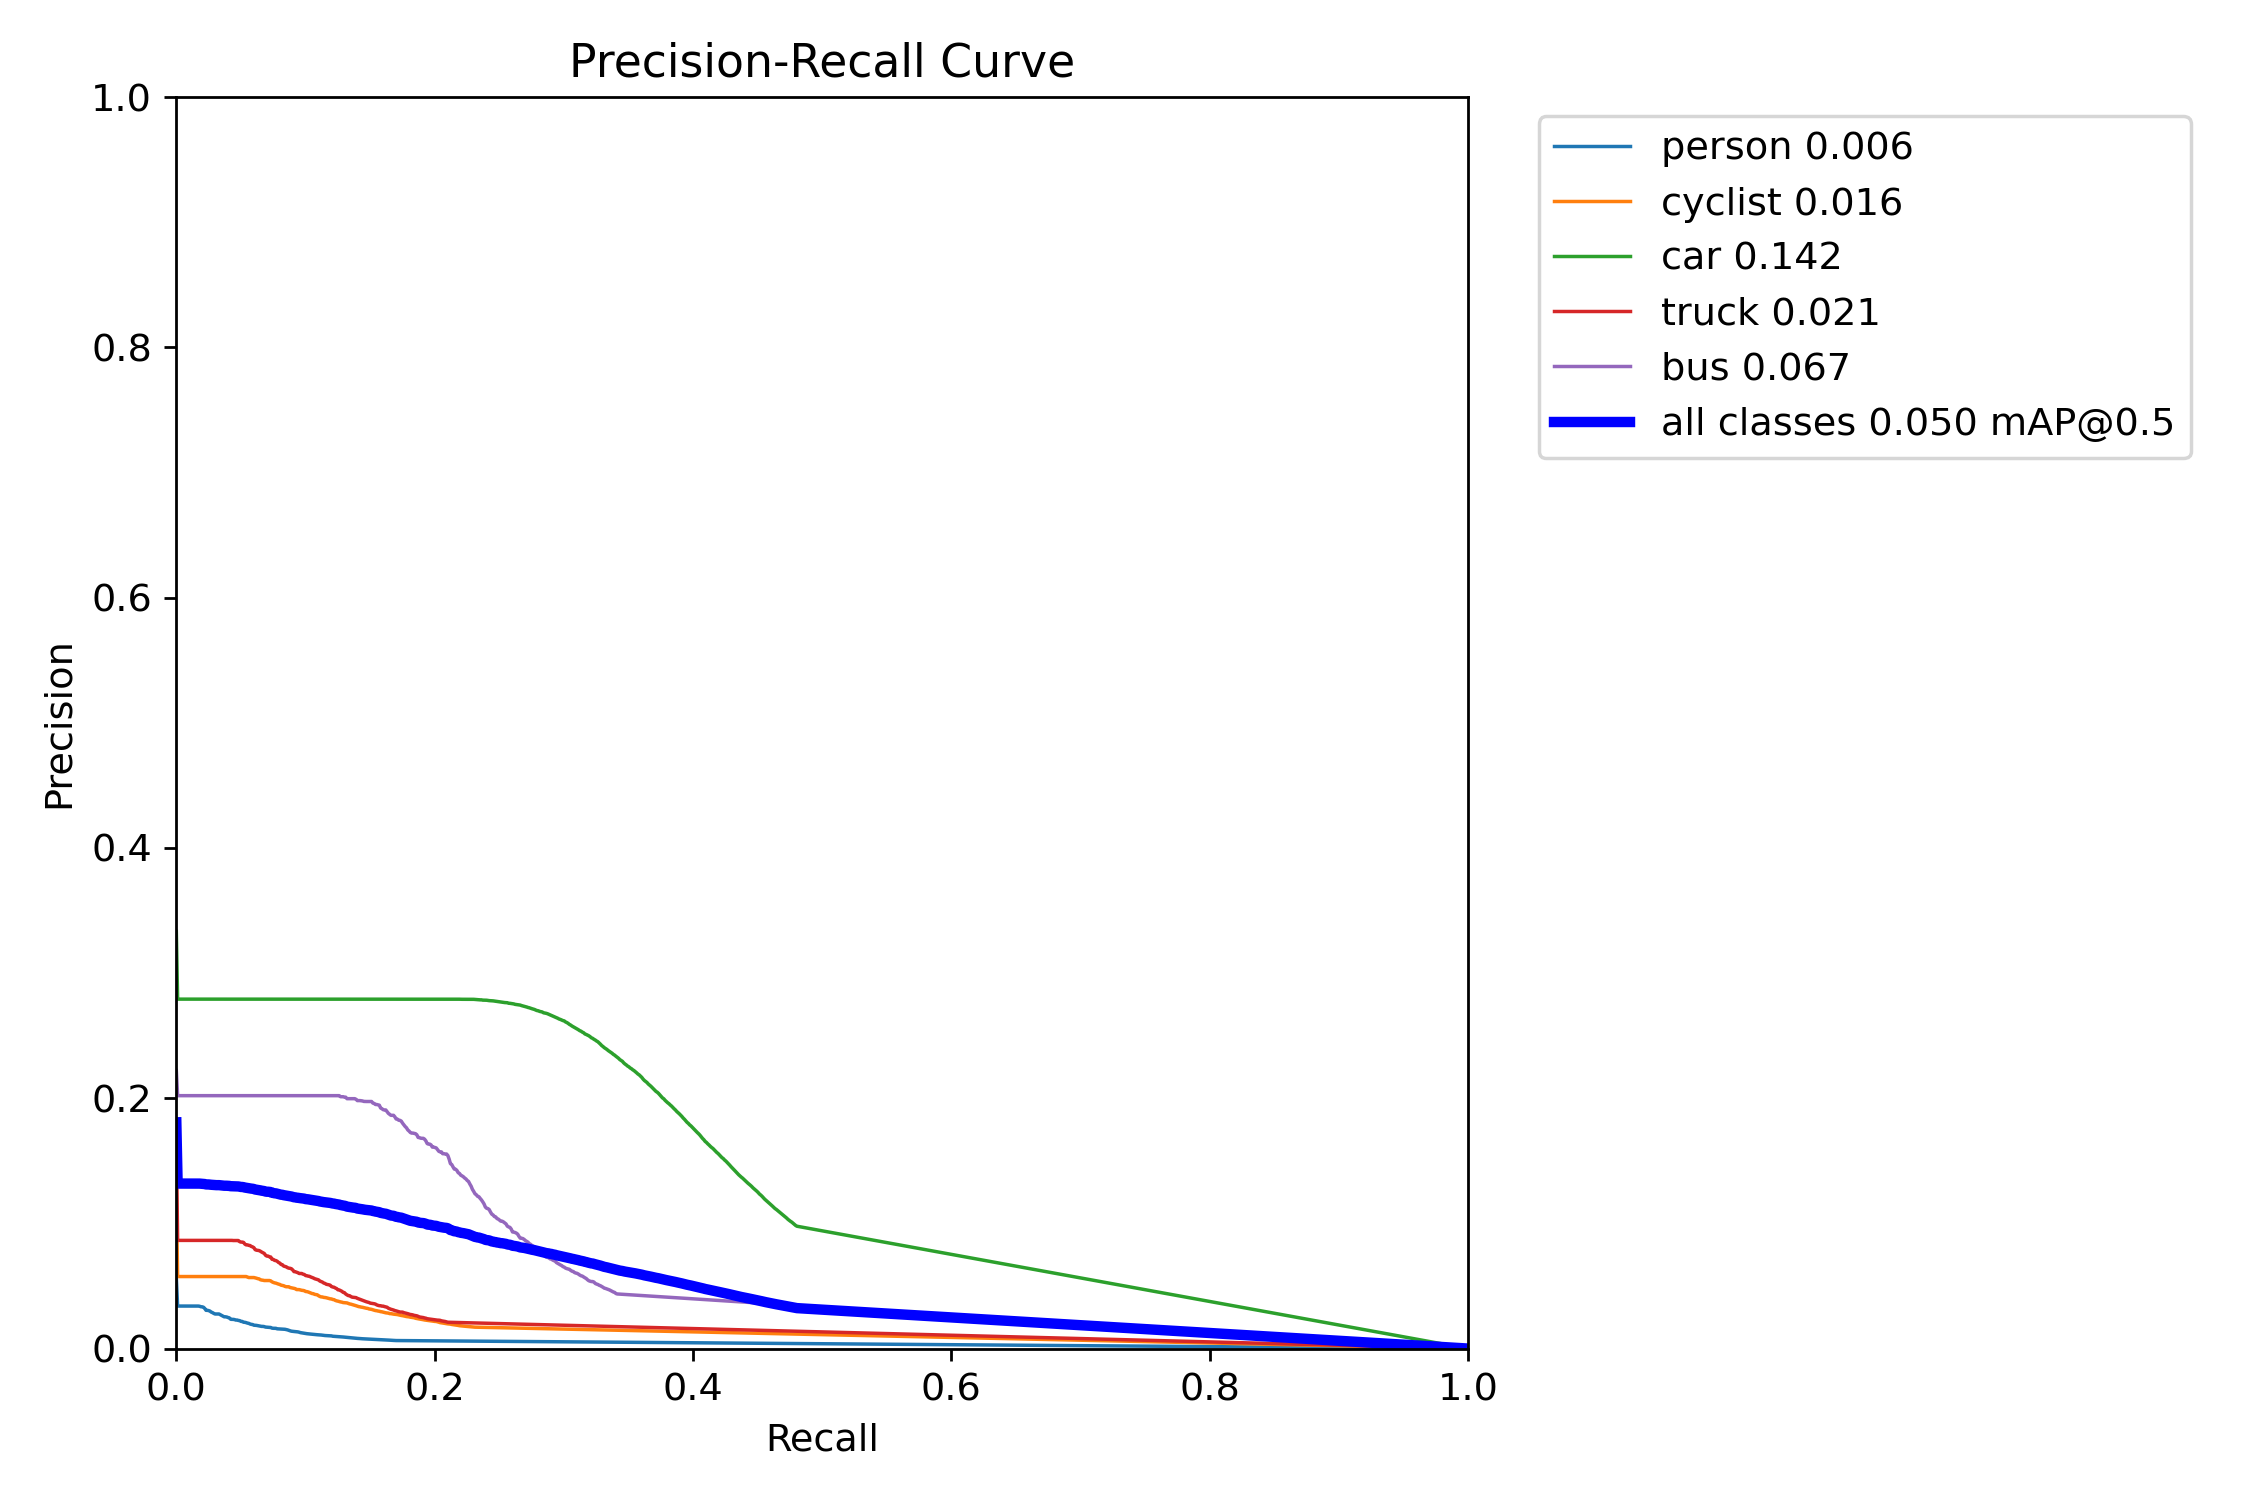 Precision-Recall Curve
1.0
0.8
0.6
0.4
0.2
0.0
Precision
0.0 0.2 0.4 0.6 0.8 1.0
Recall
person 0.006
cyclist 0.016
car 0.142
truck 0.021
bus 0.067
all classes 0.050 mAP@0.5